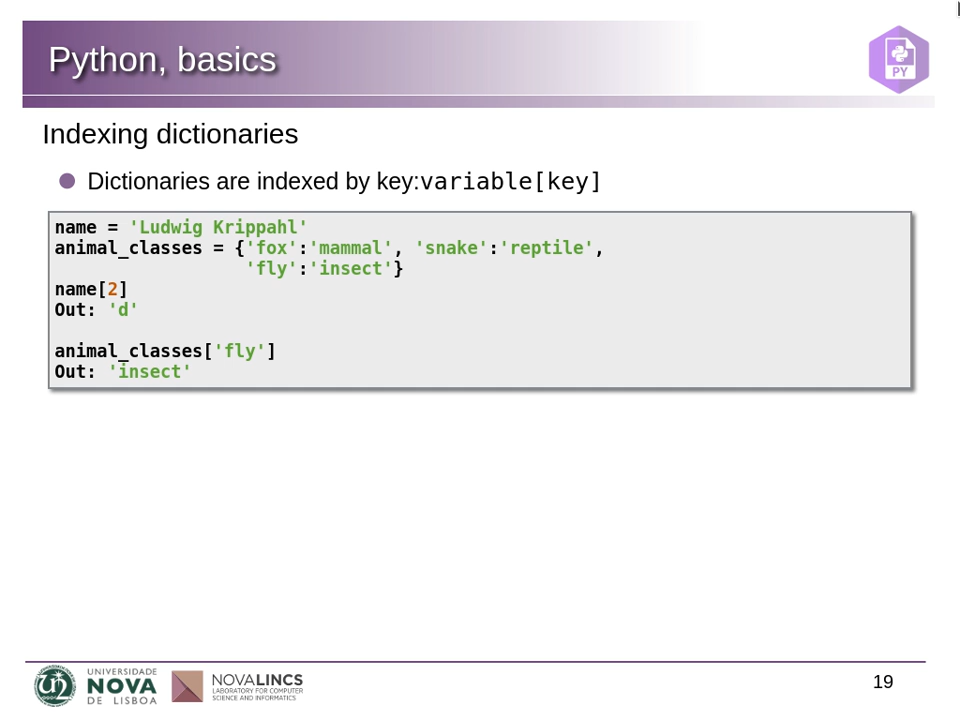 Python, basics
PY
Indexing dictionaries
Dictionaries are indexed by key:variable[key]
name = 'Ludwig Krippahl'
animal_classes = {'fox':'mammal', 'snake':'reptile',
                  'fly':'insect'}
name[2]
Out: 'd'

animal_classes['fly']
Out: 'insect'
UNIVERSIDADE
NOVA
DE LISBOA
NOVALINCS
LABORATORY FOR COMPUTER
SCIENCE AND INFORMATICS
19